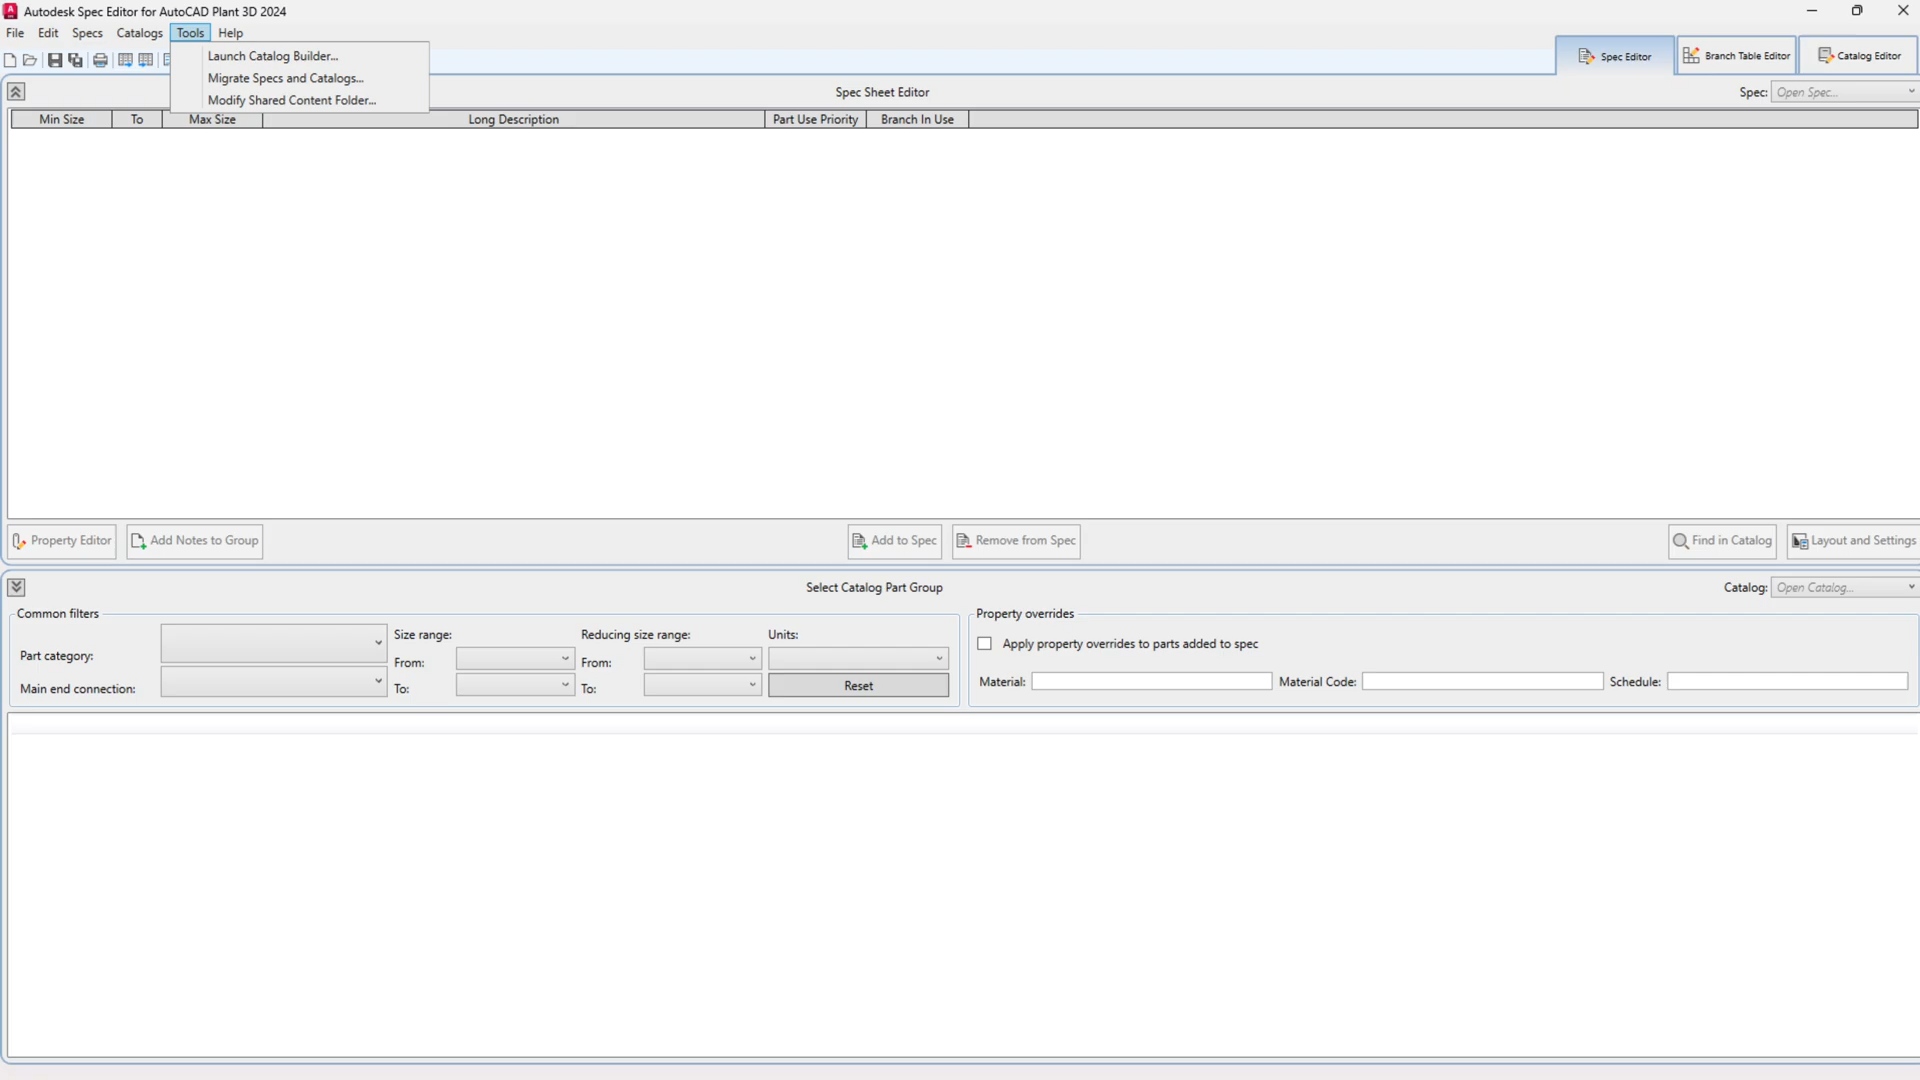 Autodesk Spec Editor for AutoCAD Plant 3D 2024
File Edit Specs Catalogs Tools Help
Launch Catalog Builder...
Migrate Specs and Catalogs...
Modify Shared Content Folder...
Spec Editor
Branch Table Editor
Catalog Editor
Spec Sheet Editor
Spec: Open Spec...
Min Size To Max Size Long Description Part Use Priority Branch In Use
Property Editor Add Notes to Group Add to Spec Remove from Spec Find in Catalog Layout and Settings
Select Catalog Part Group
Catalog: Open Catalog...
Common filters
Part category:
Main end connection:
Size range:
From:
To:
Reducing size range:
From:
To:
Units:
Reset
Property overrides
Apply property overrides to parts added to spec
Material: Material Code: Schedule: